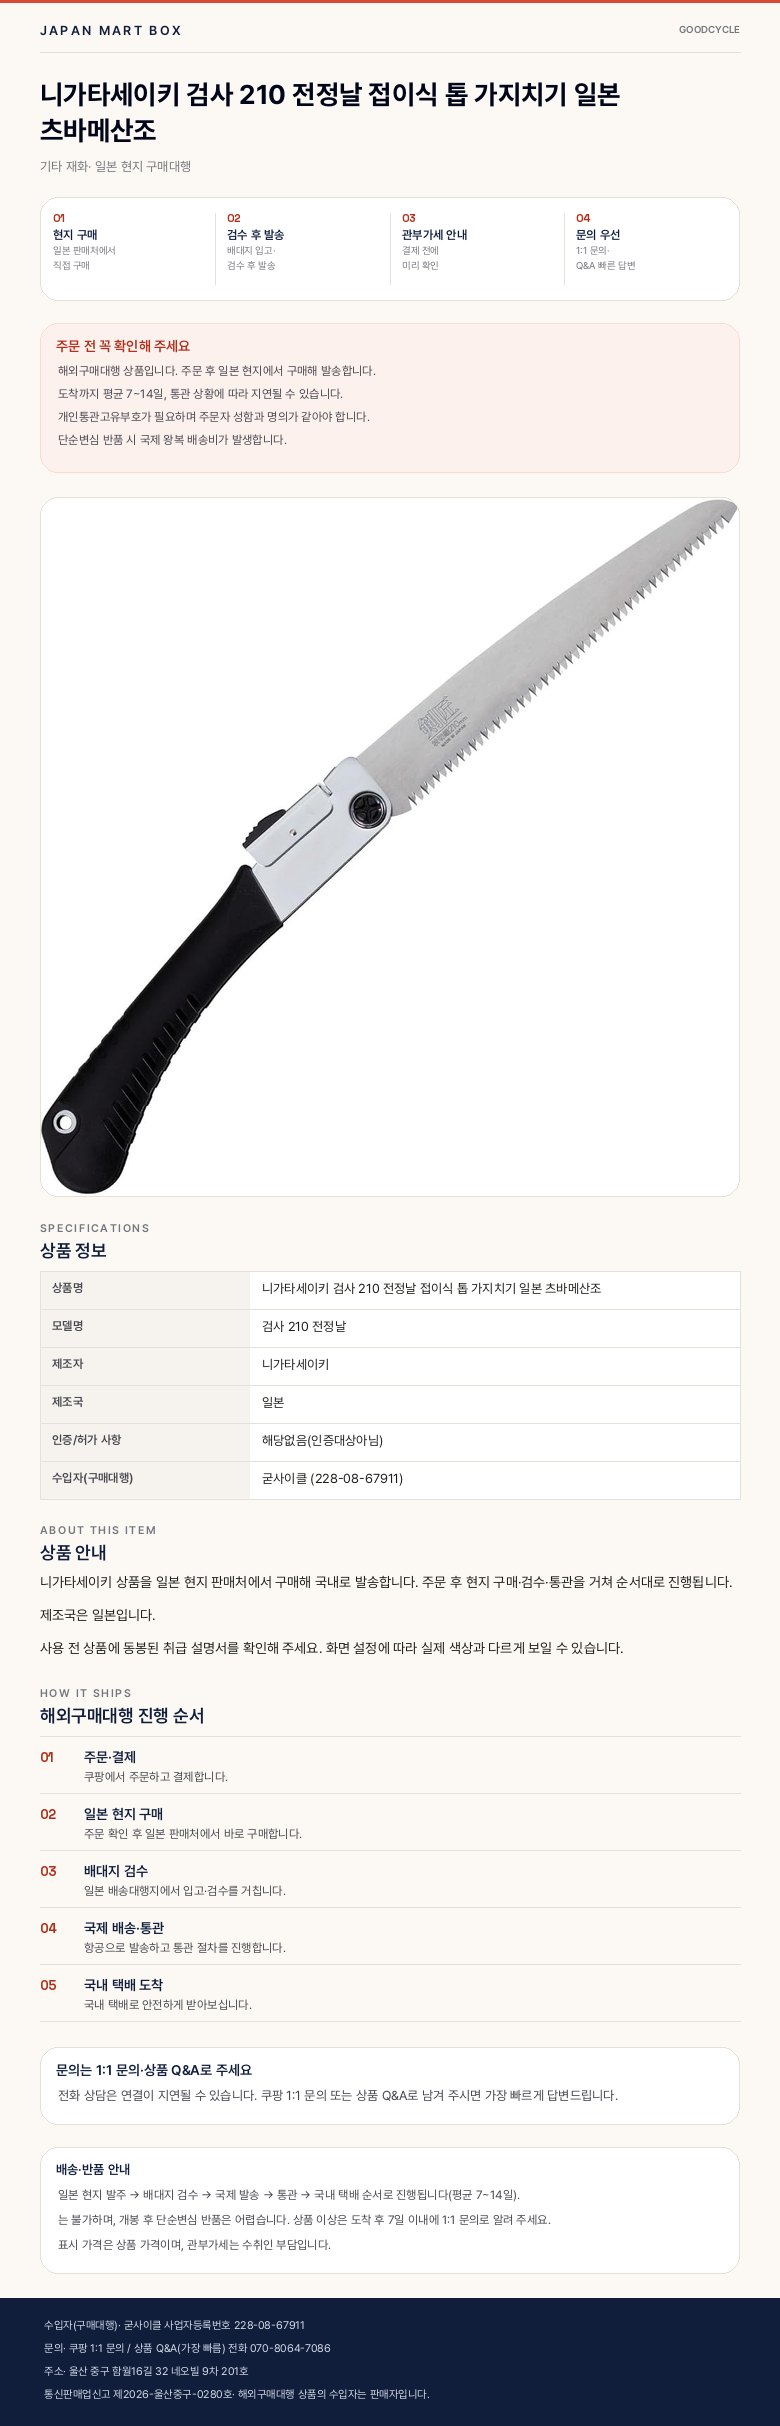 JAPAN MART BOX
GOODCYCLE
니가타세이키 검사 210 전정날 접이식 톱 가지치기 일본
츠바메산조
기타 재화· 일본 현지 구매대행
01
현지 구매
일본 판매처에서
직접 구매
02
검수 후 발송
배대지 입고·
검수 후 발송
03
관부가세 안내
결제 전에
미리 확인
04
문의 우선
1:1 문의·
Q&A 빠른 답변
주문 전 꼭 확인해 주세요
해외구매대행 상품입니다. 주문 후 일본 현지에서 구매해 발송합니다.
도착까지 평균 7~14일, 통관 상황에 따라 지연될 수 있습니다.
개인통관고유부호가 필요하며 주문자 성함과 명의가 같아야 합니다.
단순변심 반품 시 국제 왕복 배송비가 발생합니다.
剣匠
MADE IN JAPAN
SPECIFICATIONS
상품 정보
상품명 니가타세이키 검사 210 전정날 접이식 톱 가지치기 일본 츠바메산조
모델명 검사 210 전정날
제조자 니가타세이키
제조국 일본
인증/허가 사항 해당없음(인증대상아님)
수입자(구매대행) 굳사이클 (228-08-67911)
ABOUT THIS ITEM
상품 안내
니가타세이키 상품을 일본 현지 판매처에서 구매해 국내로 발송합니다. 주문 후 현지 구매·검수·통관을 거쳐 순서대로 진행됩니다.
제조국은 일본입니다.
사용 전 상품에 동봉된 취급 설명서를 확인해 주세요. 화면 설정에 따라 실제 색상과 다르게 보일 수 있습니다.
HOW IT SHIPS
해외구매대행 진행 순서
01 주문·결제
쿠팡에서 주문하고 결제합니다.
02 일본 현지 구매
주문 확인 후 일본 판매처에서 바로 구매합니다.
03 배대지 검수
일본 배송대행지에서 입고·검수를 거칩니다.
04 국제 배송·통관
항공으로 발송하고 통관 절차를 진행합니다.
05 국내 택배 도착
국내 택배로 안전하게 받아보십니다.
문의는 1:1 문의·상품 Q&A로 주세요
전화 상담은 연결이 지연될 수 있습니다. 쿠팡 1:1 문의 또는 상품 Q&A로 남겨 주시면 가장 빠르게 답변드립니다.
배송·반품 안내
일본 현지 발주 → 배대지 검수 → 국제 발송 → 통관 → 국내 택배 순서로 진행됩니다(평균 7~14일).
는 불가하며, 개봉 후 단순변심 반품은 어렵습니다. 상품 이상은 도착 후 7일 이내에 1:1 문의로 알려 주세요.
표시 가격은 상품 가격이며, 관부가세는 수취인 부담입니다.
수입자(구매대행)· 굳사이클 사업자등록번호 228-08-67911
문의· 쿠팡 1:1 문의 / 상품 Q&A(가장 빠름) 전화 070-8064-7086
주소· 울산 중구 함월16길 32 네오빌 9차 201호
통신판매업신고 제2026-울산중구-0280호· 해외구매대행 상품의 수입자는 판매자입니다.